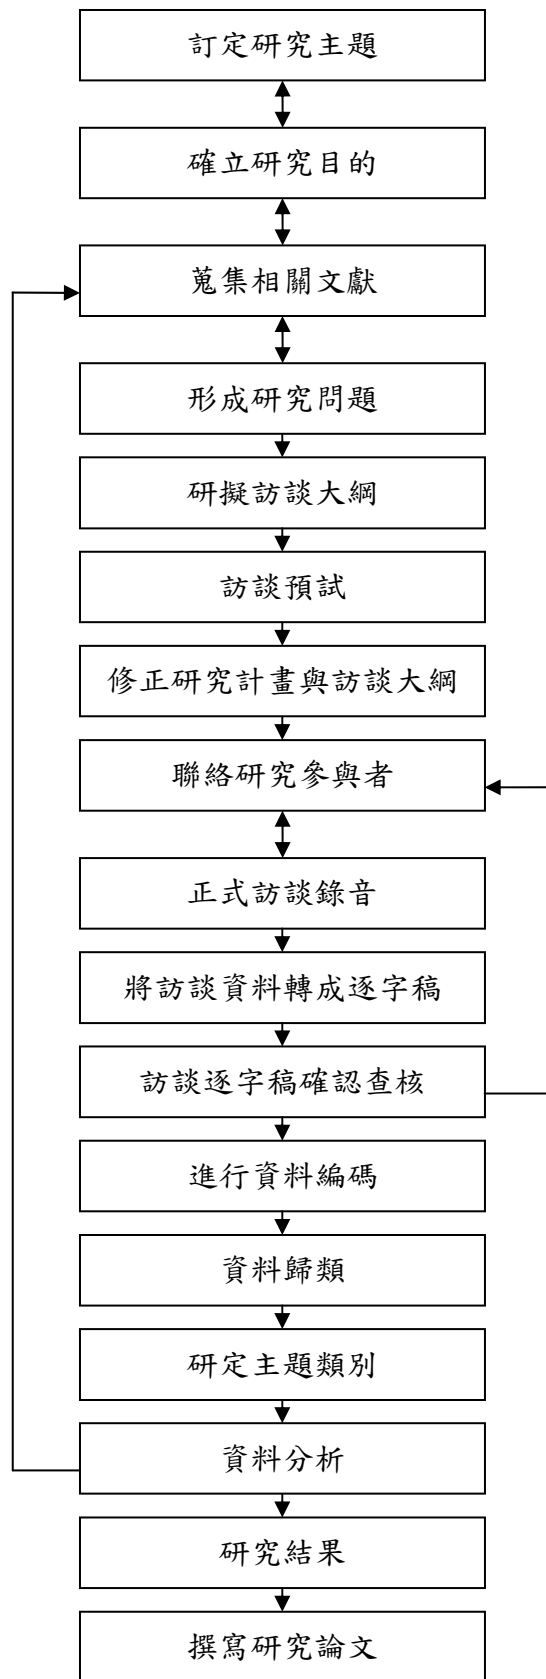 訂定研究主題
確立研究目的
蒐集相關文獻
形成研究問題
研擬訪談大綱
訪談預試
修正研究計畫與訪談大綱
聯絡研究參與者
正式訪談錄音
將訪談資料轉成逐字稿
訪談逐字稿確認查核
進行資料編碼
資料歸類
研定主題類別
資料分析
研究結果
撰寫研究論文